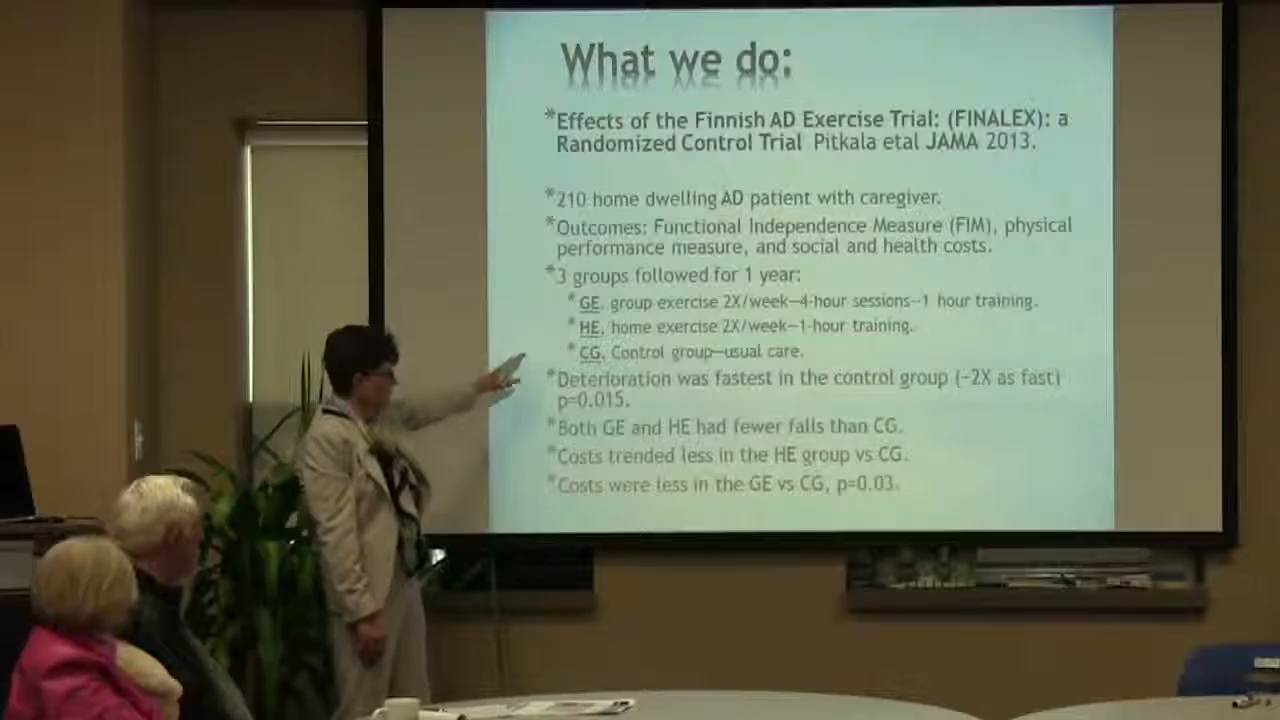 What we do:
*Effects of the Finnish AD Exercise Trial: (FINALEX): a
Randomized Control Trial Pitkala etal JAMA 2013.
*210 home dwelling AD patient with caregiver.
*Outcomes: Functional Independence Measure (FIM), physical
performance measure, and social and health costs.
*3 groups followed for 1 year:
*GE, group exercise 2X/week—4-hour sessions--1 hour training.
*HE, home exercise 2X/week—1-hour training.
*CG, Control group—usual care.
*Deterioration was fastest in the control group (~2X as fast)
p=0.015.
*Both GE and HE had fewer falls than CG.
*Costs trended less in the HE group vs CG.
*Costs were less in the GE vs CG, p=0.03.